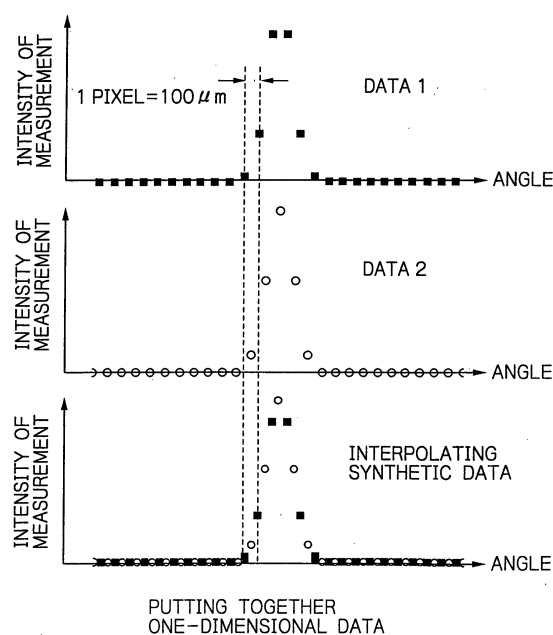 INTENSITY OF
MEASUREMENT
1 PIXEL=100μm
DATA 1
ANGLE
INTENSITY OF
MEASUREMENT
DATA 2
ANGLE
INTENSITY OF
MEASUREMENT
INTERPOLATING
SYNTHETIC DATA
ANGLE
PUTTING TOGETHER
ONE-DIMENSIONAL DATA